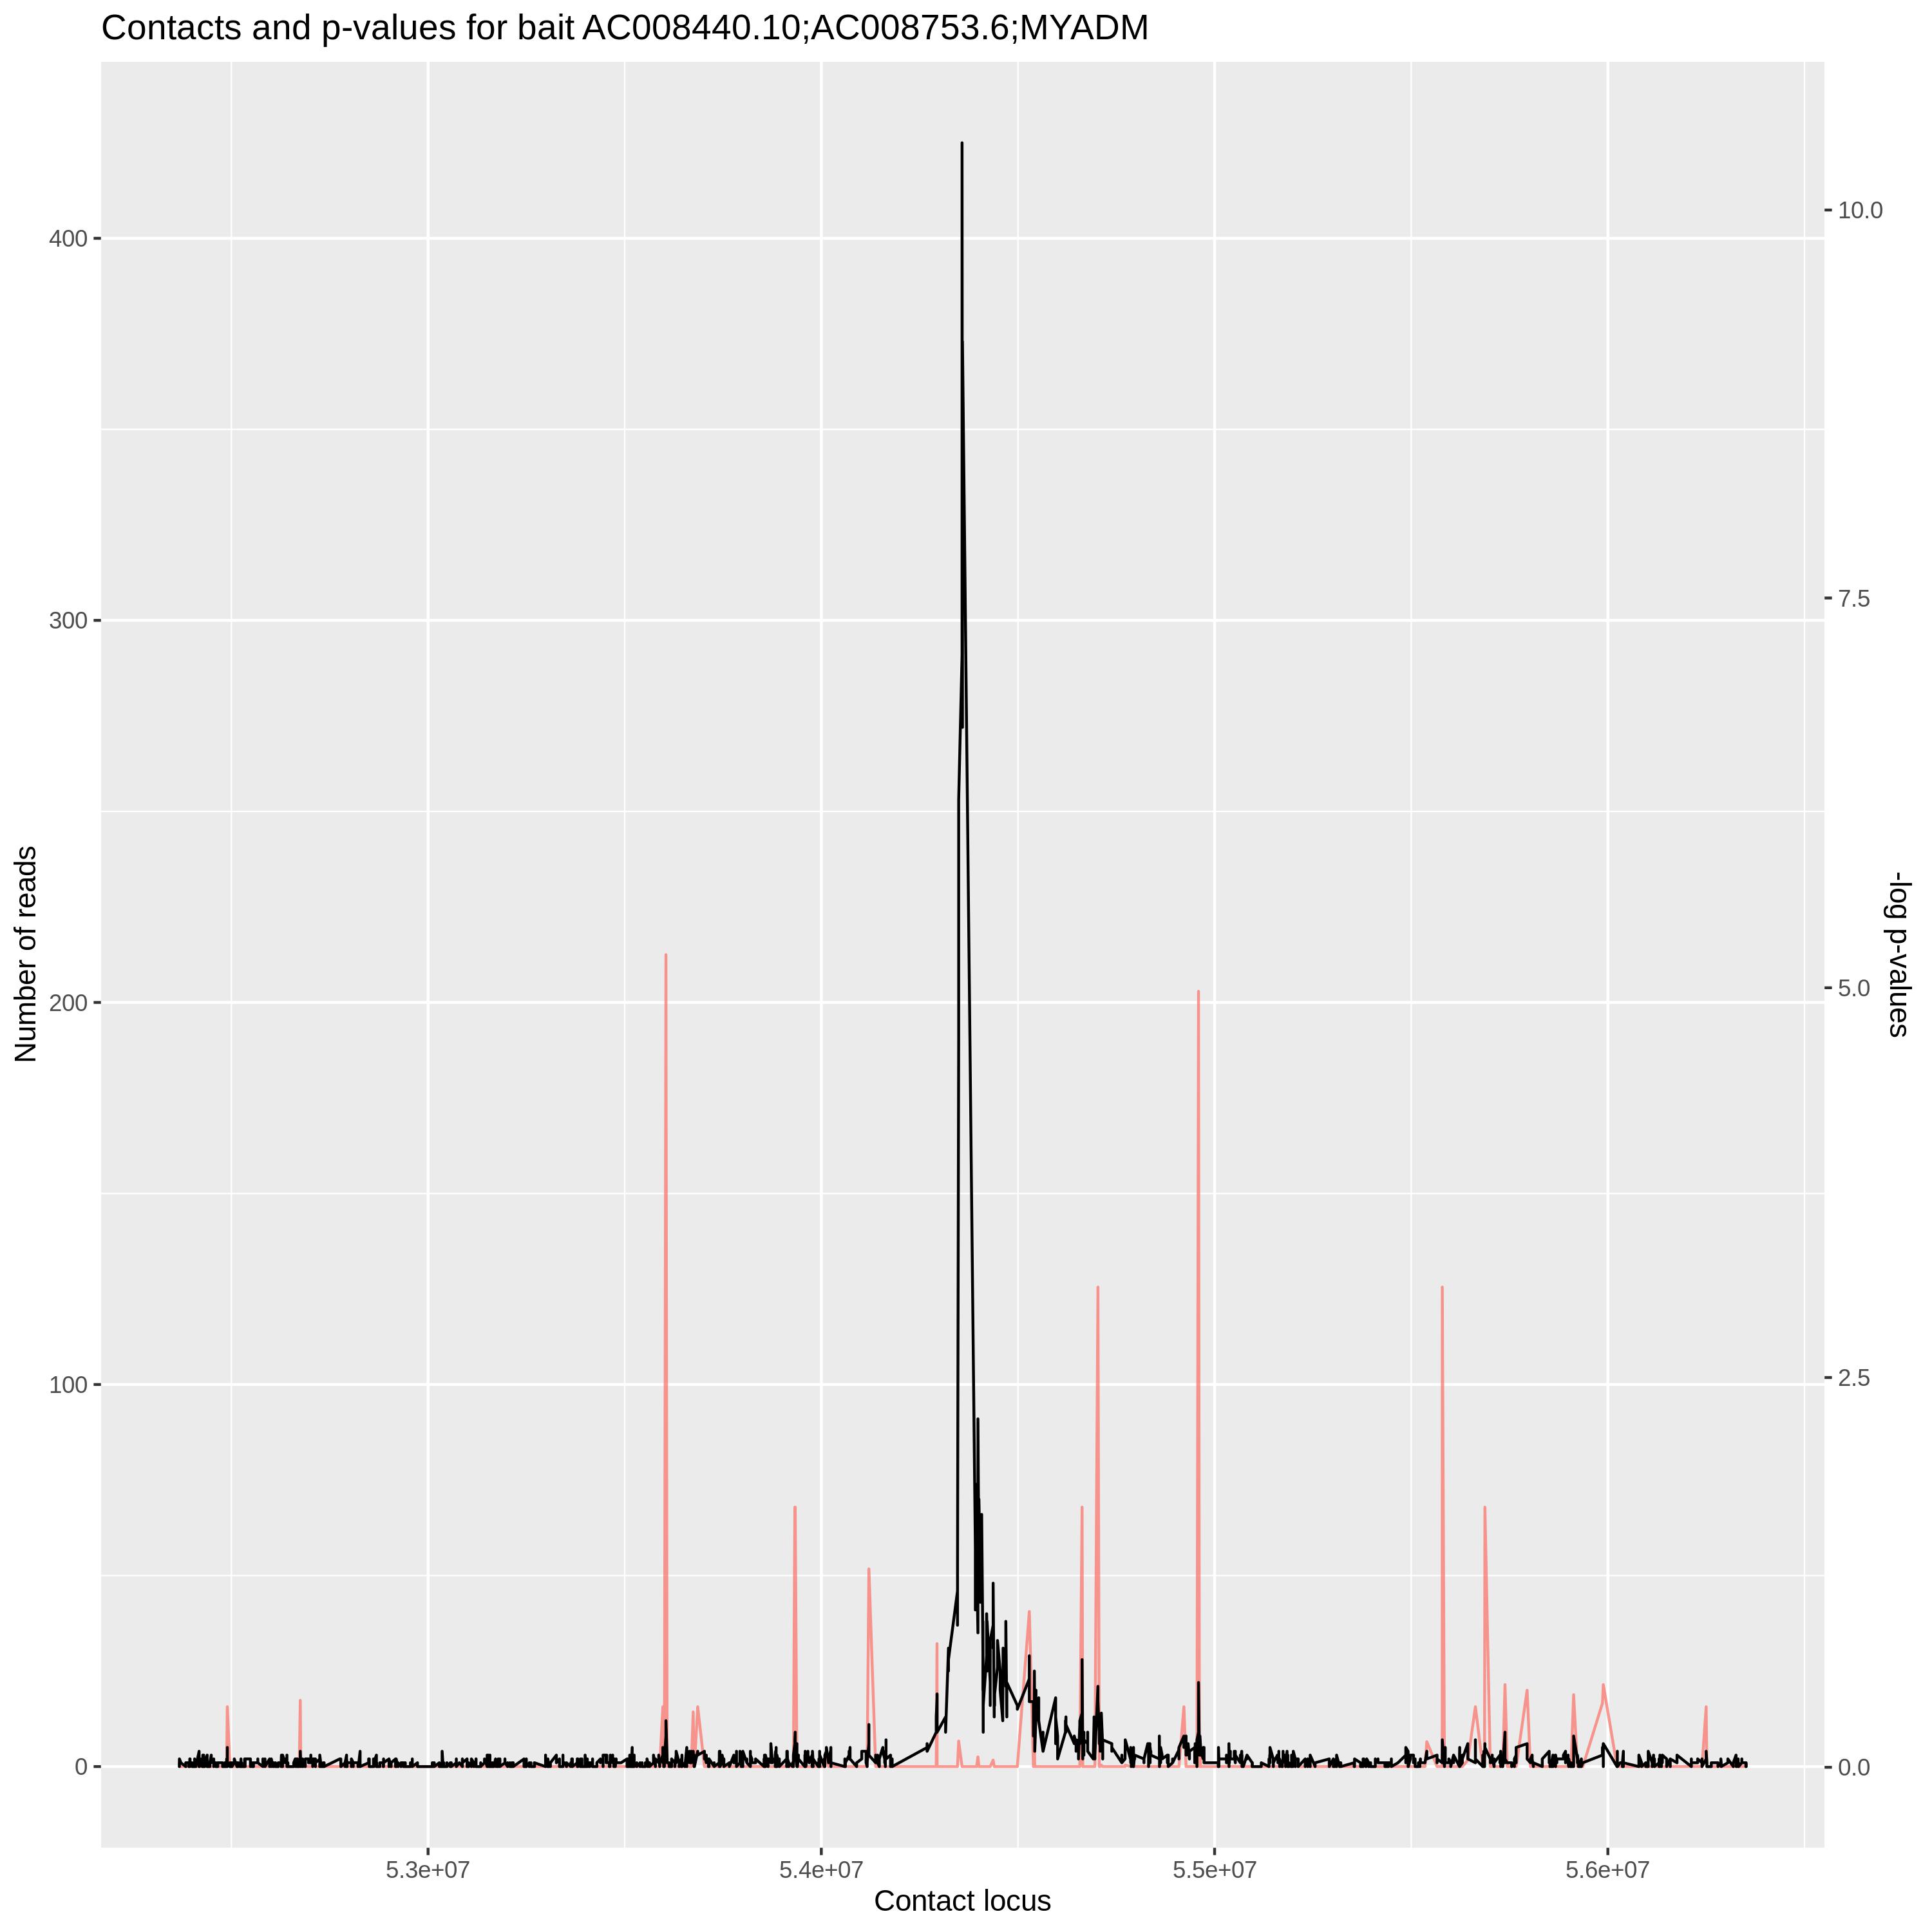 Contacts and p-values for bait AC008440.10;AC008753.6;MYADM
400
300
200
100
0
10.0
7.5
5.0
2.5
0.0
Number of reads
-log p-values
5.3e+07 5.4e+07 5.5e+07 5.6e+07
Contact locus